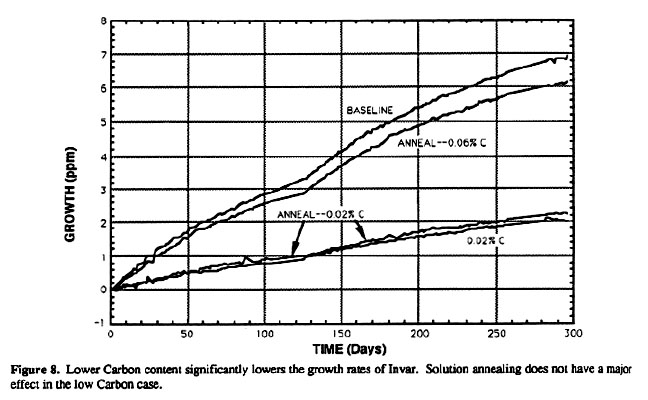 8
7
6
5
4
3
2
1
0
-1
GROWTH (ppm)
BASELINE
ANNEAL--0.06% C
ANNEAL--0.02% C
0.02% C
0 50 100 150 200 250 300
TIME (Days)
Figure 8. Lower Carbon content significantly lowers the growth rates of Invar. Solution annealing does not have a major
effect in the low Carbon case.